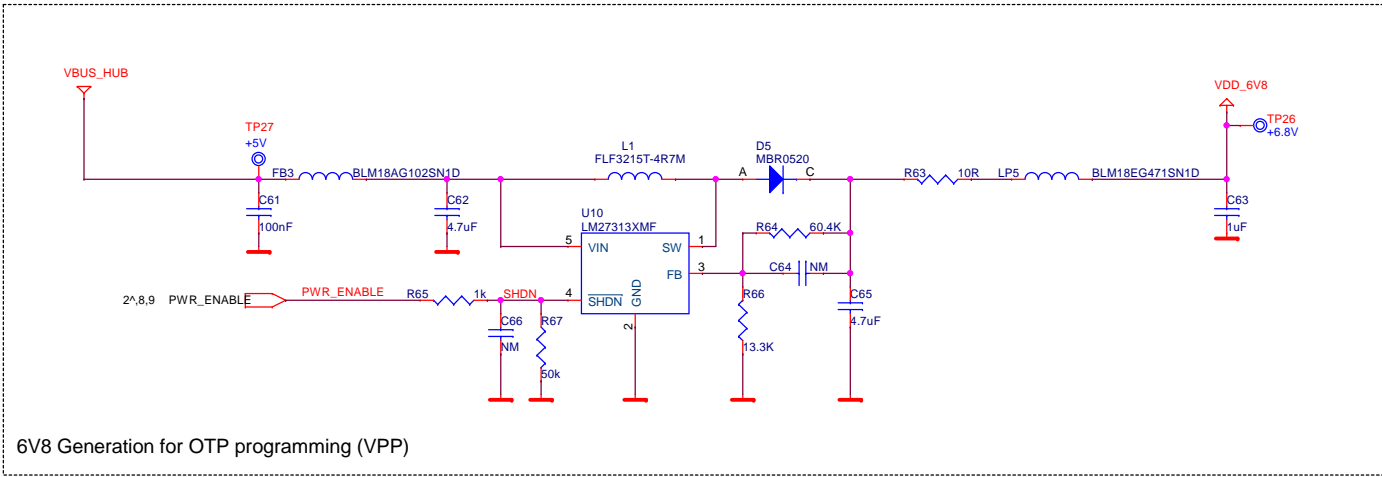 VBUS_HUB
VDD_6V8
TP27
+5V
TP26
+6.8V
L1
FLF3215T-4R7M
D5
MBR0520
A
C
FB3
BLM18AG102SN1D
R63
10R
LP5
BLM18EG471SN1D
C61
100nF
C62
4.7uF
C63
1uF
U10
LM27313XMF
R64
60.4K
5
VIN
SW
1
FB
3
C64
NM
2^,8,9
PWR_ENABLE
PWR_ENABLE
R65
1k
SHDN
4
SHDN
GND
2
R66
13.3K
C65
4.7uF
C66
NM
R67
50k
6V8 Generation for OTP programming (VPP)